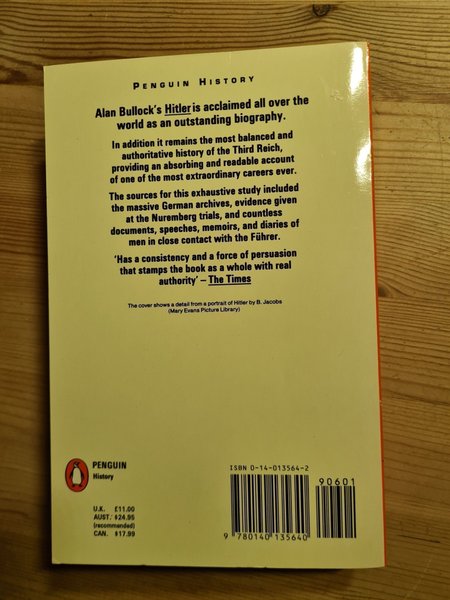 PENGUIN HISTORY
Alan Bullock's Hitler is acclaimed all over the
world as an outstanding biography.
In addition it remains the most balanced and
authoritative history of the Third Reich,
providing an absorbing and readable account
of one of the most extraordinary careers ever.
The sources for this exhaustive study included
the massive German archives, evidence given
at the Nuremberg trials, and countless
documents, speeches, memoirs, and diaries of
men in close contact with the Führer.
'Has a consistency and a force of persuasion
that stamps the book as a whole with real
authority' – The Times
The cover shows a detail from a portrait of Hitler by B. Jacobs
(Mary Evans Picture Library)
PENGUIN
History
U.K. £11.00
AUST. $24.95
(recommended)
CAN. $17.99
ISBN 0-14-013564-2
90601
9 780140 135640